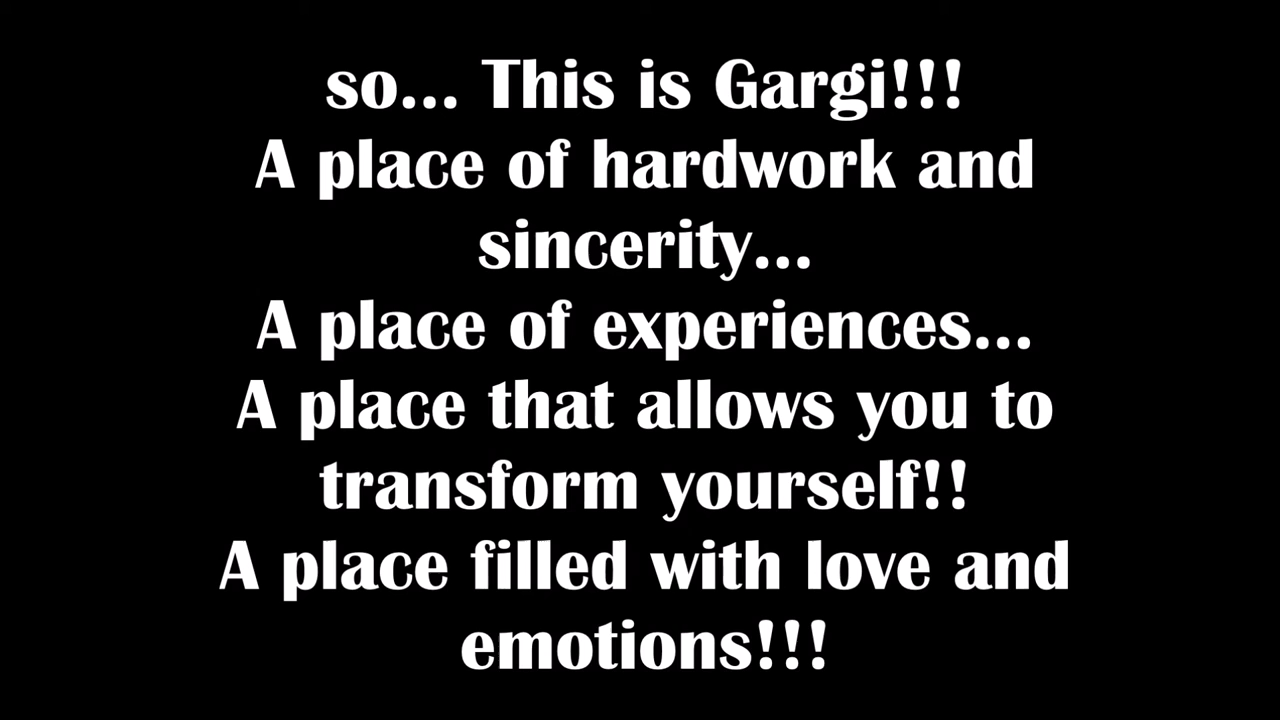 so... This is Gargi!!!
A place of hardwork and
sincerity...
A place of experiences...
A place that allows you to
transform yourself!!
A place filled with love and
emotions!!!